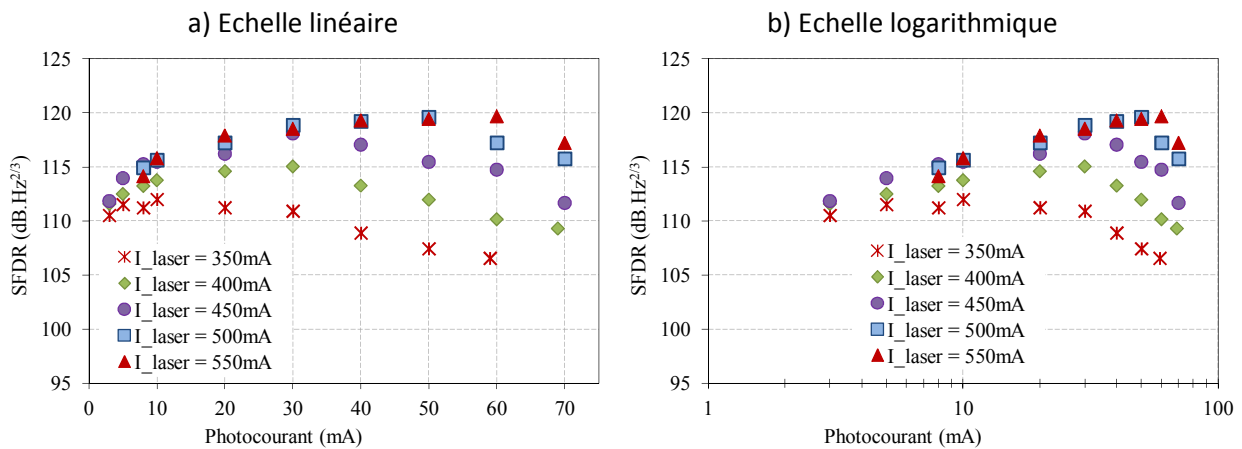 a) Echelle linéaire
SFDR (dB.Hz2/3)
125
120
115
110
105
100
95
I_laser = 350mA
I_laser = 400mA
I_laser = 450mA
I_laser = 500mA
I_laser = 550mA
0 10 20 30 40 50 60 70
Photocourant (mA)
b) Echelle logarithmique
SFDR (dB.Hz2/3)
125
120
115
110
105
100
95
I_laser = 350mA
I_laser = 400mA
I_laser = 450mA
I_laser = 500mA
I_laser = 550mA
1 10 100
Photocourant (mA)